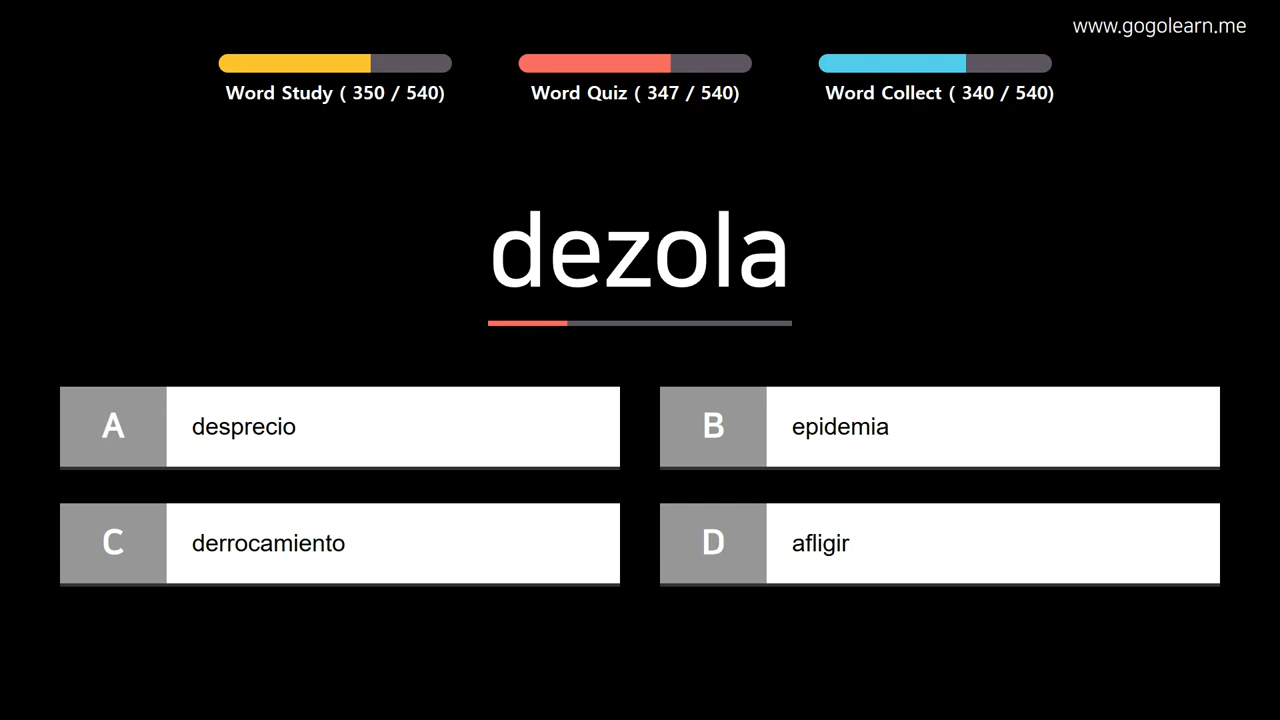 www.gogolearn.me
Word Study ( 350 / 540)
Word Quiz ( 347 / 540)
Word Collect ( 340 / 540)
dezola
A desprecio
B epidemia
C derrocamiento
D afligir